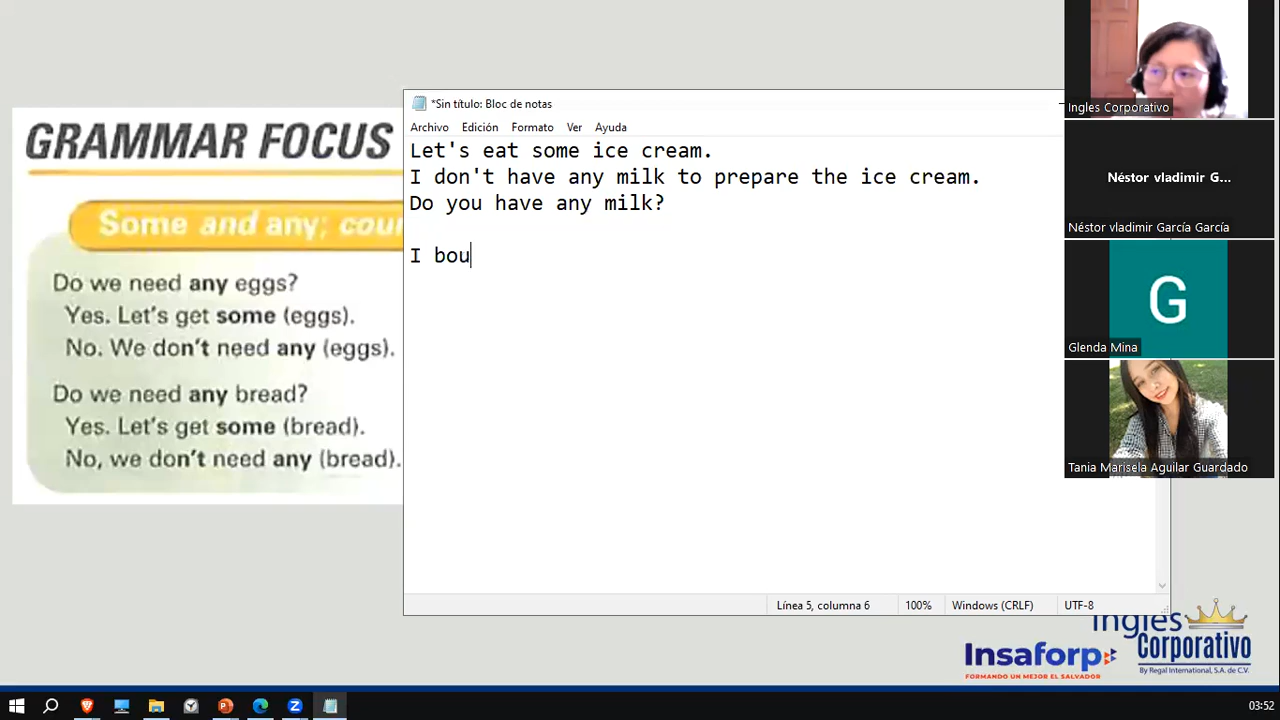 GRAMMAR FOCUS
Some and any; cou
Do we need any eggs?
Yes. Let's get some (eggs).
No. We don't need any (eggs).
Do we need any bread?
Yes. Let's get some (bread).
No, we don't need any (bread).
*Sin título: Bloc de notas
Archivo Edición Formato Ver Ayuda
Let's eat some ice cream.
I don't have any milk to prepare the ice cream.
Do you have any milk?
I bou
Línea 5, columna 6 100% Windows (CRLF) UTF-8
Ingles Corporativo
Néstor vladimir G...
Néstor vladimir García García
G
Glenda Mina
Tania Marisela Aguilar Guardado
Insaforp
FORMANDO UN MEJOR EL SALVADOR
Ingles
Corporativo
By Regal International, S.A. de C.V.
03:52